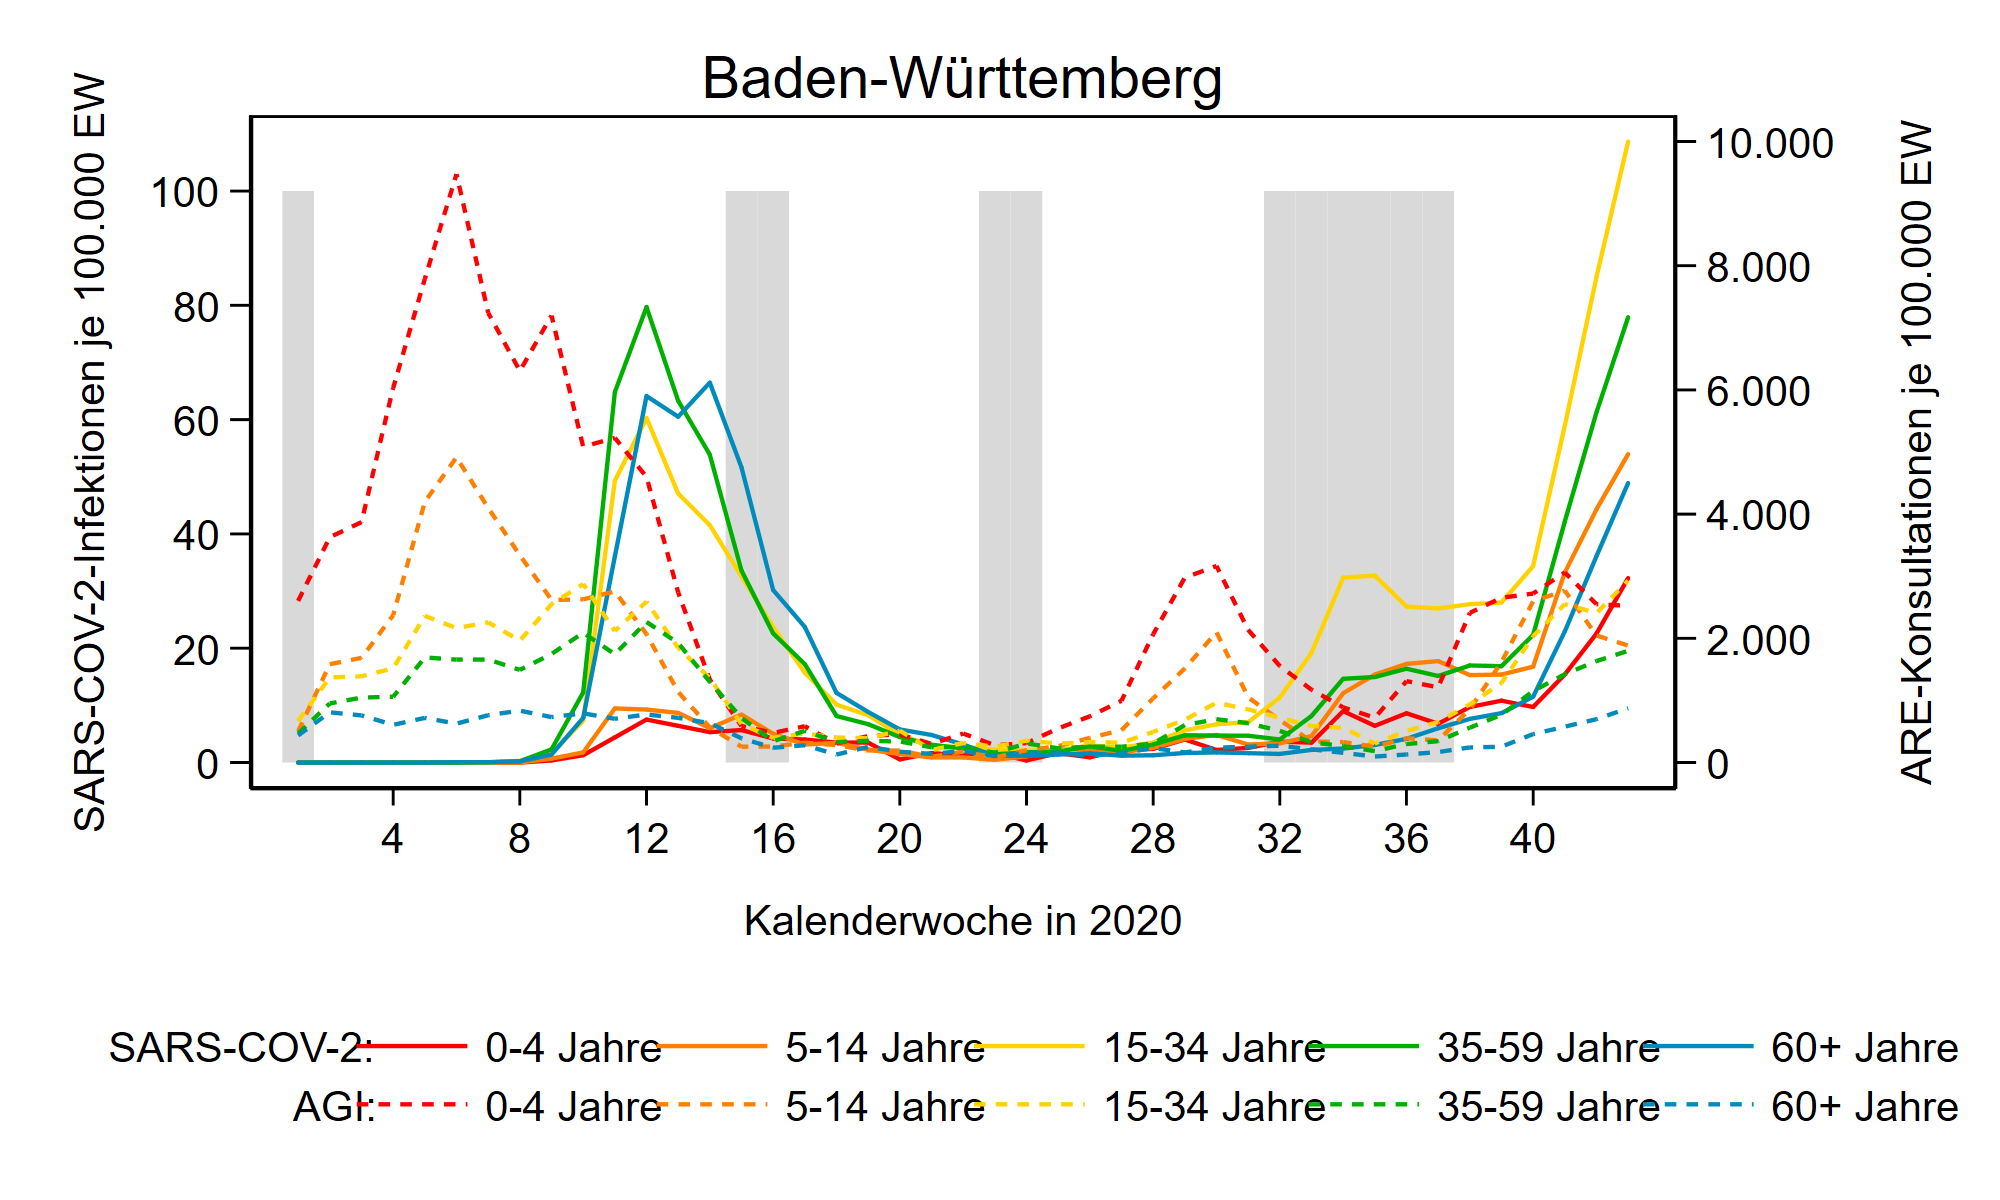 Baden-Württemberg
SARS-COV-2-Infektionen je 100.000 EW
100
80
60
40
20
0
10.000
8.000
6.000
4.000
2.000
0
ARE-Konsultationen je 100.000 EW
4 8 12 16 20 24 28 32 36 40
Kalenderwoche in 2020
SARS-COV-2: 0-4 Jahre 5-14 Jahre 15-34 Jahre 35-59 Jahre 60+ Jahre
AGI: 0-4 Jahre 5-14 Jahre 15-34 Jahre 35-59 Jahre 60+ Jahre